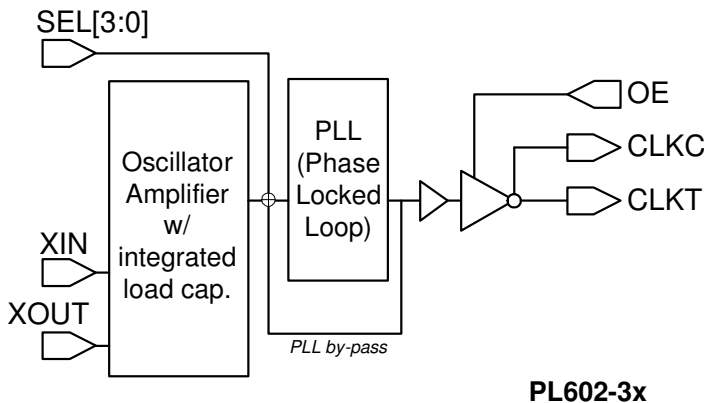 SEL[3:0]
Oscillator
Amplifier
w/
integrated
load cap.
XIN
XOUT
PLL
(Phase
Locked
Loop)
PLL by-pass
OE
CLKC
CLKT
PL602-3x